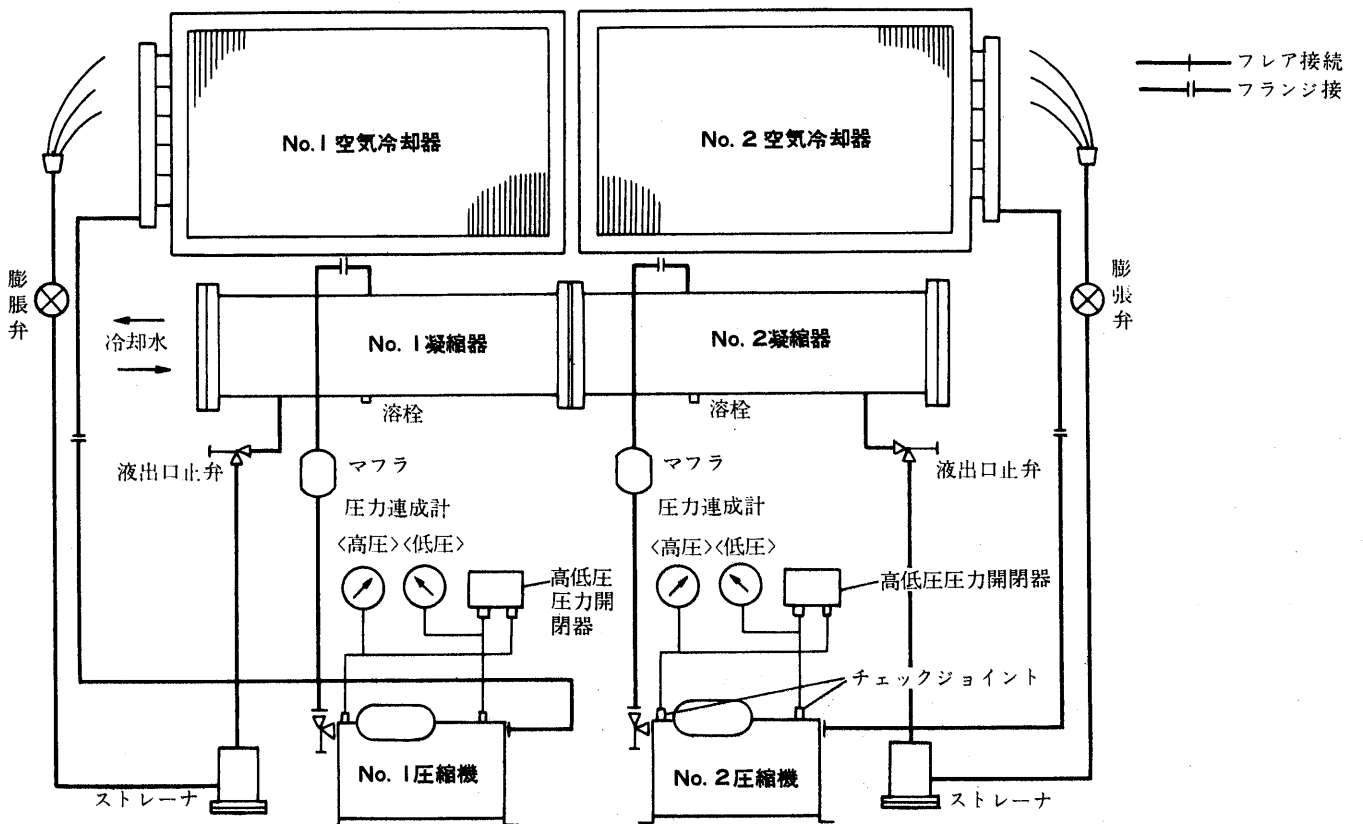 フレア接続
フランジ接
No.1空気冷却器
No.2空気冷却器
膨脹弁
膨張弁
冷却水
No.1凝縮器
No.2凝縮器
溶栓
溶栓
液出口止弁
マフラ
マフラ
液出口止弁
圧力連成計
〈高圧〉〈低圧〉
圧力連成計
〈高圧〉〈低圧〉
高低圧
圧力開
閉器
高低圧圧力開閉器
チェックジョイント
No.1圧縮機
No.2圧縮機
ストレーナ
ストレーナ